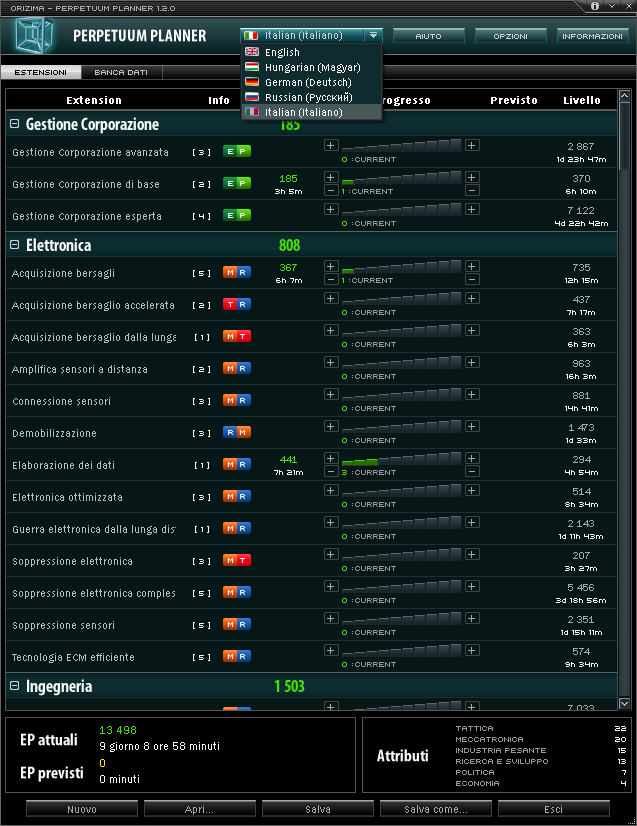 ORIZIMA - PERPETUUM PLANNER 1.2.0
PERPETUUM PLANNER
Italian (Italiano)
AIUTO
OPZIONI
INFORMAZIONI
English
Hungarian (Magyar)
German (Deutsch)
Russian (Русский)
Italian (Italiano)
ESTENSIONI
BANCA DATI
Extension Info rogresso Previsto Livello
Gestione Corporazione 185
Gestione Corporazione avanzata [ 3 ] E P 0 :CURRENT 2 867
1d 23h 47m
Gestione Corporazione di base [ 2 ] E P 185 1 :CURRENT 370
3h 5m 6h 10m
Gestione Corporazione esperta [ 4 ] E P 0 :CURRENT 7 122
4d 22h 42m
Elettronica 808
Acquisizione bersagli [ 5 ] M R 367 1 :CURRENT 735
6h 7m 12h 15m
Acquisizione bersaglio accelerata [ 2 ] T R 0 :CURRENT 437
7h 17m
Acquisizione bersaglio dalla lunga [ 1 ] M T 0 :CURRENT 363
6h 3m
Amplifica sensori a distanza [ 2 ] M R 0 :CURRENT 963
16h 3m
Connessione sensori [ 3 ] M R 0 :CURRENT 881
14h 41m
Demobilizzazione [ 3 ] R M 0 :CURRENT 1 473
1d 33m
Elaborazione dei dati [ 1 ] M R 441 3 :CURRENT 294
7h 21m 4h 54m
Elettronica ottimizzata [ 3 ] M R 0 :CURRENT 514
8h 34m
Guerra elettronica dalla lunga dis [ 1 ] M R 0 :CURRENT 2 143
1d 11h 43m
Soppressione elettronica [ 3 ] M T 0 :CURRENT 207
3h 27m
Soppressione elettronica comples [ 5 ] M R 0 :CURRENT 5 456
3d 18h 56m
Soppressione sensori [ 5 ] M R 0 :CURRENT 2 351
1d 15h 11m
Tecnologia ECM efficiente [ 5 ] M R 0 :CURRENT 574
9h 34m
Ingegneria 1 503
7 033
EP attuali 13 498
9 giorno 8 ore 58 minuti
EP previsti 0
0 minuti
Attributi
TATTICA 22
MECCATRONICA 20
INDUSTRIA PESANTE 15
RICERCA E SVILUPPO 13
POLITICA 7
ECONOMIA 4
Nuovo
Apri...
Salva
Salva come...
Esci